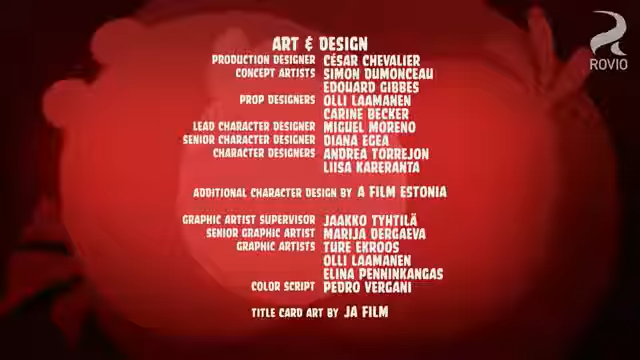 ROVIO
ART & DESIGN
PRODUCTION DESIGNER CÉSAR CHEVALIER
CONCEPT ARTISTS SIMON DUMONCEAU
EDOUARD GIBBES
PROP DESIGNERS OLLI LAAMANEN
CARINE BECKER
LEAD CHARACTER DESIGNER MIGUEL MORENO
SENIOR CHARACTER DESIGNER DIANA EGEA
CHARACTER DESIGNERS ANDREA TORREJON
LIISA KARERANTA
ADDITIONAL CHARACTER DESIGN BY A FILM ESTONIA
GRAPHIC ARTIST SUPERVISOR JAAKKO TYHTILÄ
SENIOR GRAPHIC ARTIST MARIJA DERGAEVA
GRAPHIC ARTISTS TURE EKROOS
OLLI LAAMANEN
ELINA PENNINKANGAS
COLOR SCRIPT PEDRO VERGANI
TITLE CARD ART BY JA FILM